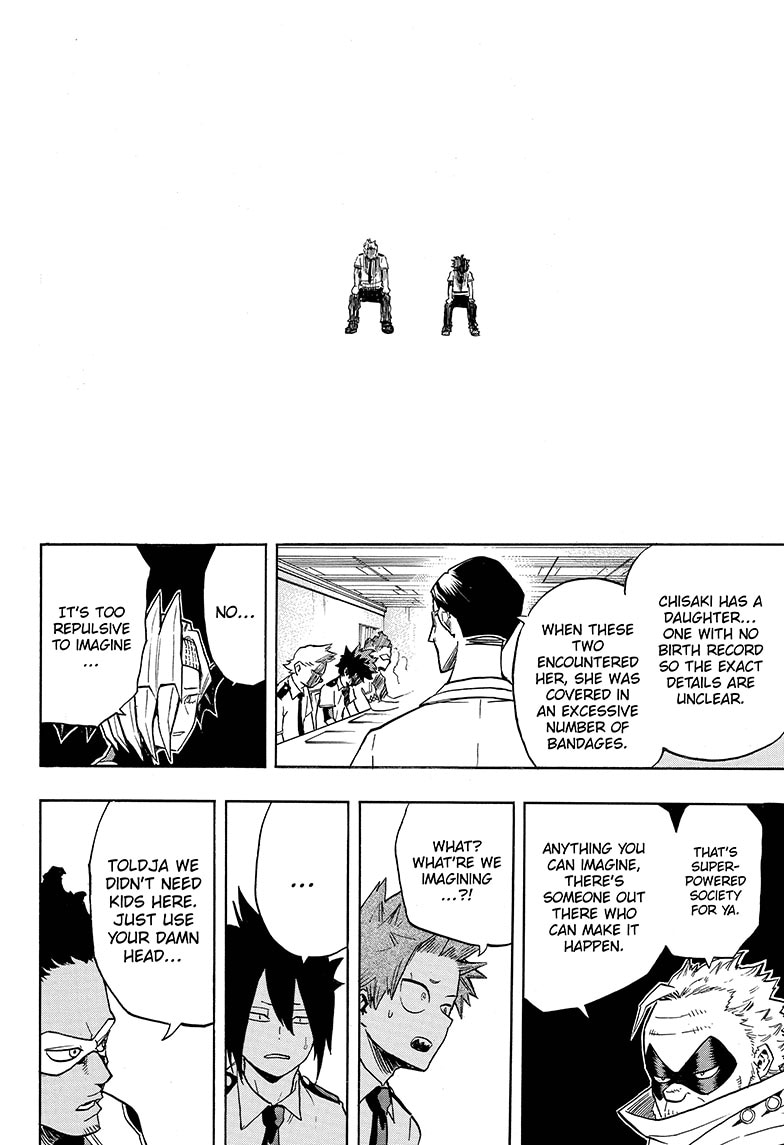 CHISAKI HAS A
DAUGHTER...
ONE WITH NO
BIRTH RECORD
SO THE EXACT
DETAILS ARE
UNCLEAR.
WHEN THESE
TWO
ENCOUNTERED
HER, SHE WAS
COVERED IN
AN EXCESSIVE
NUMBER OF
BANDAGES.
NO...
IT'S TOO
REPULSIVE
TO IMAGINE
...
THAT'S
SUPER-
POWERED
SOCIETY
FOR YA.
ANYTHING YOU
CAN IMAGINE,
THERE'S
SOMEONE OUT
THERE WHO
CAN MAKE IT
HAPPEN.
WHAT?
WHAT'RE WE
IMAGINING
...?!
...
TOLDJA WE
DIDN'T NEED
KIDS HERE.
JUST USE
YOUR DAMN
HEAD...